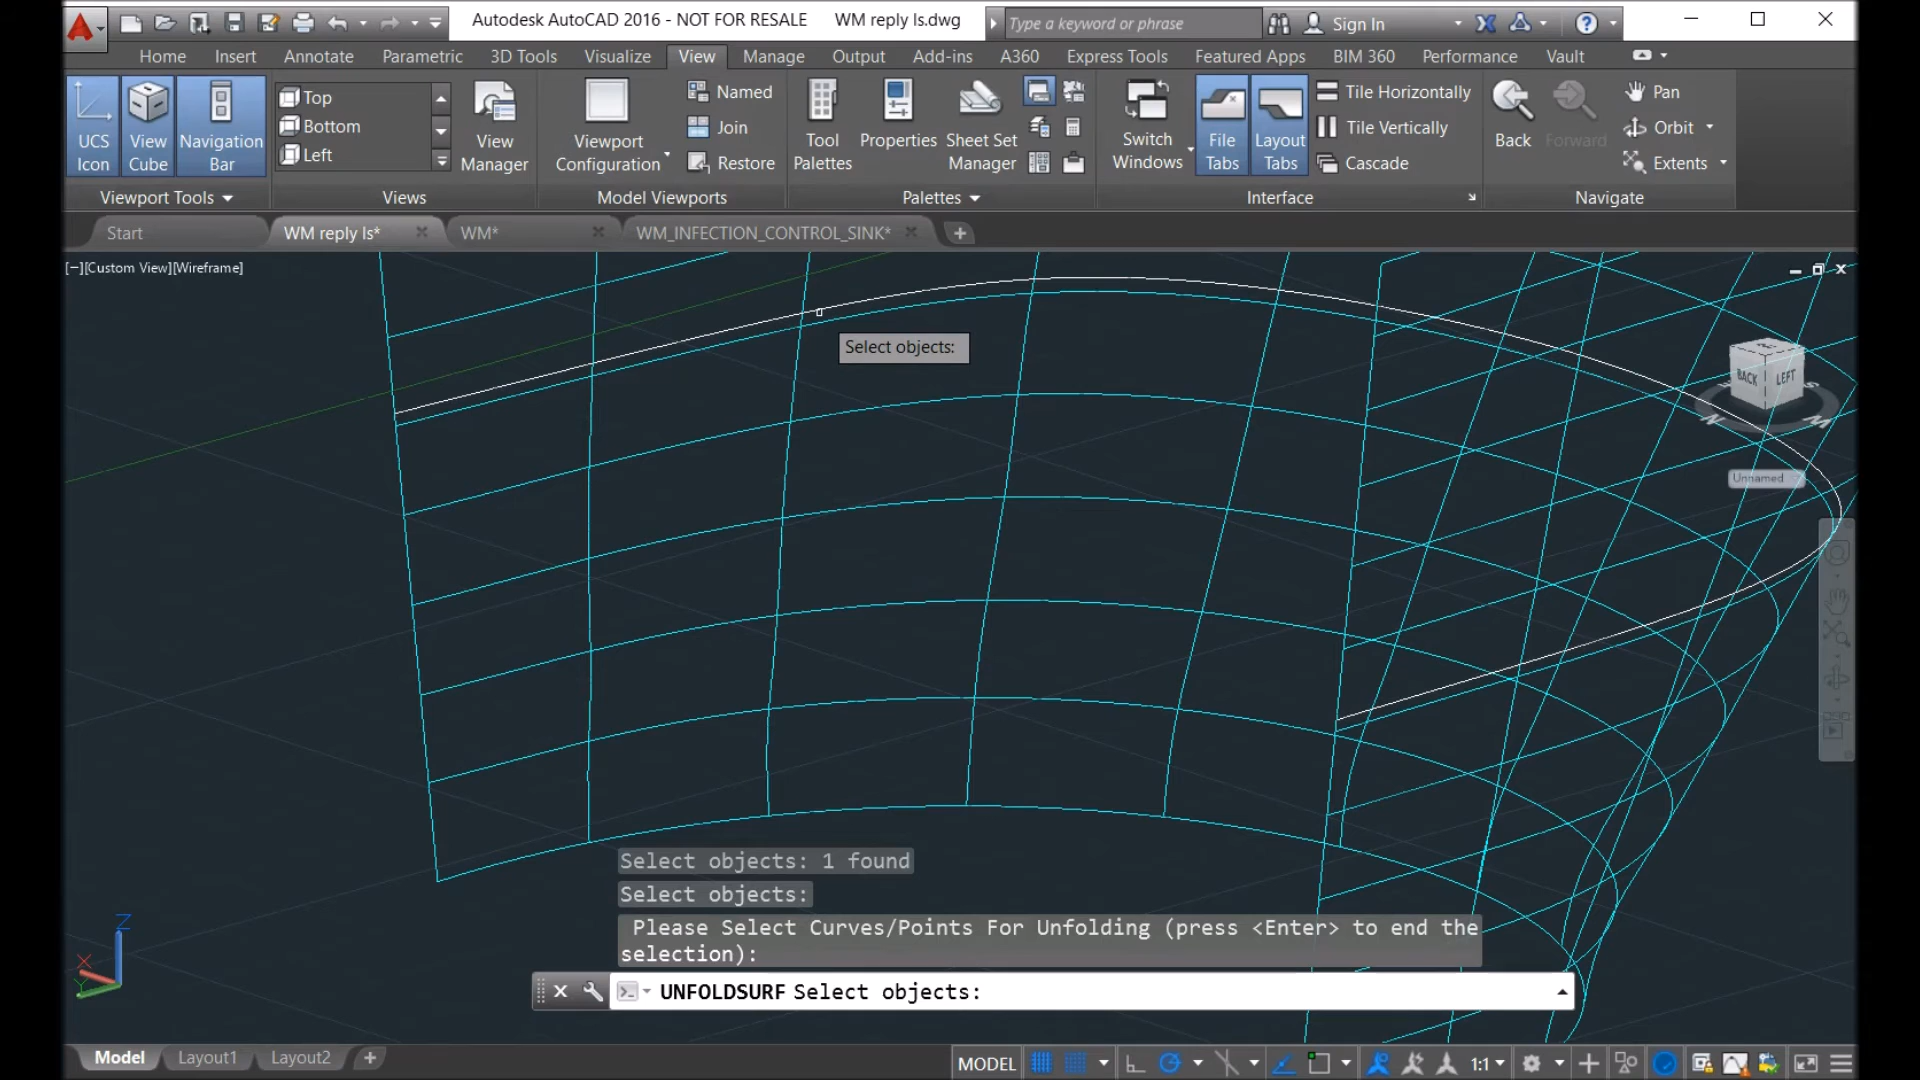 Autodesk AutoCAD 2016 - NOT FOR RESALE WM reply ls.dwg
Type a keyword or phrase
Sign In
Home Insert Annotate Parametric 3D Tools Visualize View Manage Output Add-ins A360 Express Tools Featured Apps BIM 360 Performance Vault
UCS Icon
View Cube
Navigation Bar
Top
Bottom
Left
View Manager
Viewport Configuration
Named
Join
Restore
Tool Palettes
Properties
Sheet Set Manager
Switch Windows
File Tabs
Layout Tabs
Tile Horizontally
Tile Vertically
Cascade
Back
Forward
Pan
Orbit
Extents
Viewport Tools Views Model Viewports Palettes Interface Navigate
Start WM reply ls* WM* WM_INFECTION_CONTROL_SINK*
[−][Custom View][Wireframe]
Select objects:
BACK LEFT
Unnamed
Z
X
Y
Select objects: 1 found
Select objects:
Please Select Curves/Points For Unfolding (press <Enter> to end the
selection):
UNFOLDSURF Select objects:
Model Layout1 Layout2
MODEL 1:1